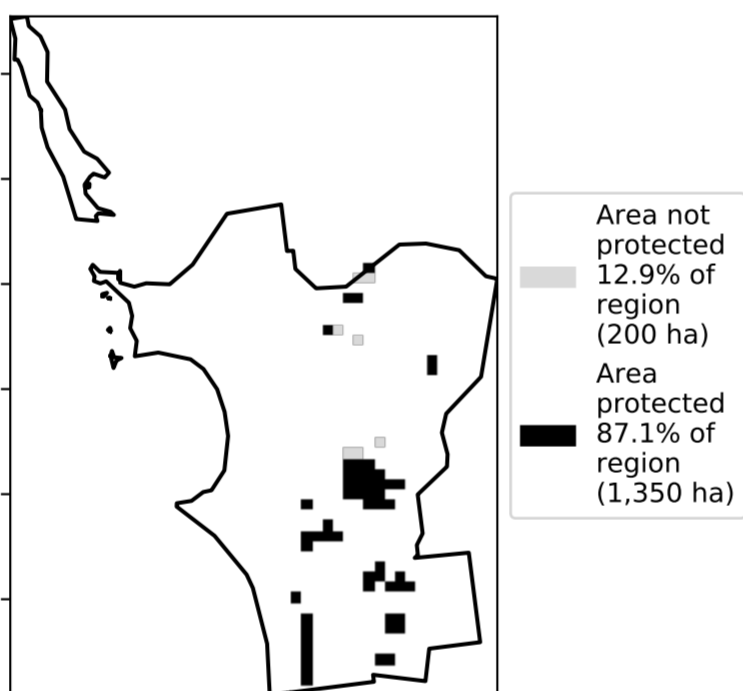 Area not
protected
12.9% of
region
(200 ha)
Area
protected
87.1% of
region
(1,350 ha)